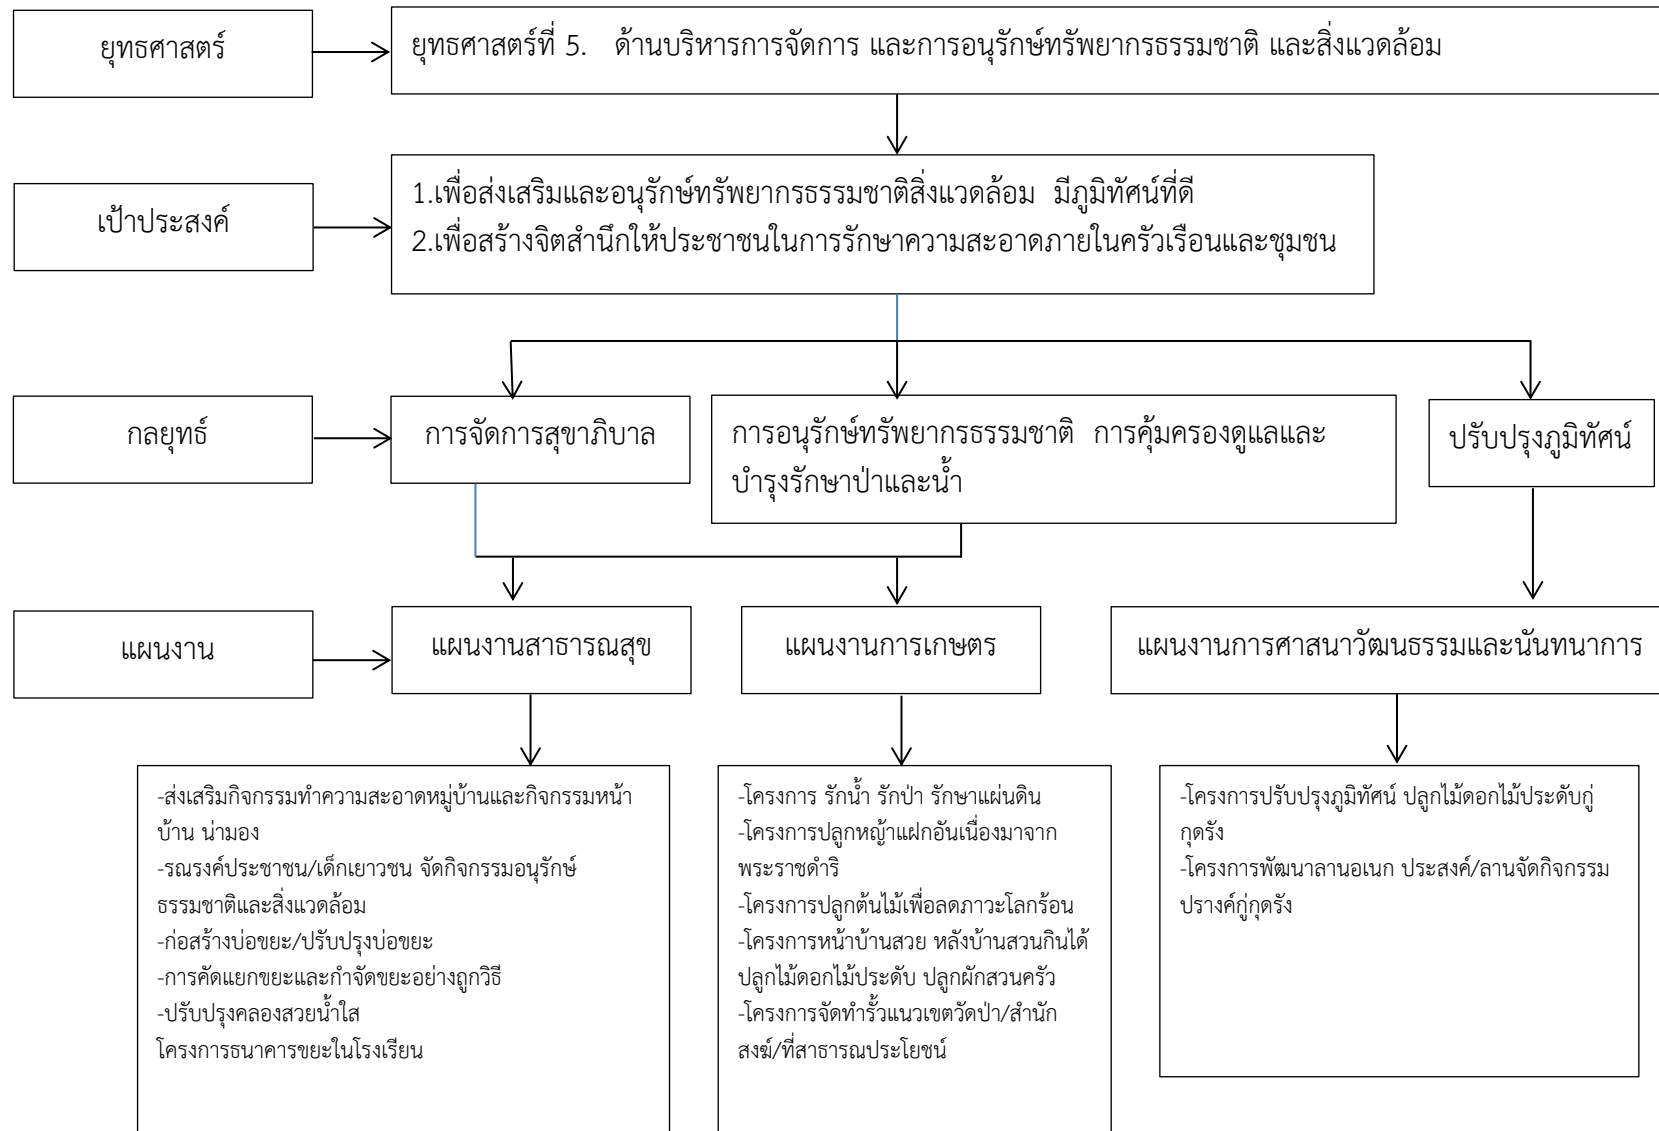 ยุทธศาสตร์
ยุทธศาสตร์ที่ 5. ด้านบริหารการจัดการ และการอนุรักษ์ทรัพยากรธรรมชาติ และสิ่งแวดล้อม
เป้าประสงค์
1.เพื่อส่งเสริมและอนุรักษ์ทรัพยากรธรรมชาติสิ่งแวดล้อม มีภูมิทัศน์ที่ดี
2.เพื่อสร้างจิตสำนึกให้ประชาชนในการรักษาความสะอาดภายในครัวเรือนและชุมชน
กลยุทธ์
การจัดการสุขาภิบาล
การอนุรักษ์ทรัพยากรธรรมชาติ การคุ้มครองดูแลและ
บำรุงรักษาป่าและน้ำ
ปรับปรุงภูมิทัศน์
แผนงาน
แผนงานสาธารณสุข
แผนงานการเกษตร
แผนงานการศาสนาวัฒนธรรมและนันทนาการ
-ส่งเสริมกิจกรรมทำความสะอาดหมู่บ้านและกิจกรรมหน้า
บ้าน น่ามอง
-รณรงค์ประชาชน/เด็กเยาวชน จัดกิจกรรมอนุรักษ์
ธรรมชาติและสิ่งแวดล้อม
-ก่อสร้างบ่อขยะ/ปรับปรุงบ่อขยะ
-การคัดแยกขยะและกำจัดขยะอย่างถูกวิธี
-ปรับปรุงคลองสวยน้ำใส
โครงการธนาคารขยะในโรงเรียน
-โครงการ รักน้ำ รักป่า รักษาแผ่นดิน
-โครงการปลูกหญ้าแฝกอันเนื่องมาจาก
พระราชดำริ
-โครงการปลูกต้นไม้เพื่อลดภาวะโลกร้อน
-โครงการหน้าบ้านสวย หลังบ้านสวนกินได้
ปลูกไม้ดอกไม้ประดับ ปลูกผักสวนครัว
-โครงการจัดทำรั้วแนวเขตวัดป่า/สำนัก
สงฆ์/ที่สาธารณประโยชน์
-โครงการปรับปรุงภูมิทัศน์ ปลูกไม้ดอกไม้ประดับกู่
กุดรัง
-โครงการพัฒนาลานอเนก ประสงค์/ลานจัดกิจกรรม
ปรางค์กู่กุดรัง